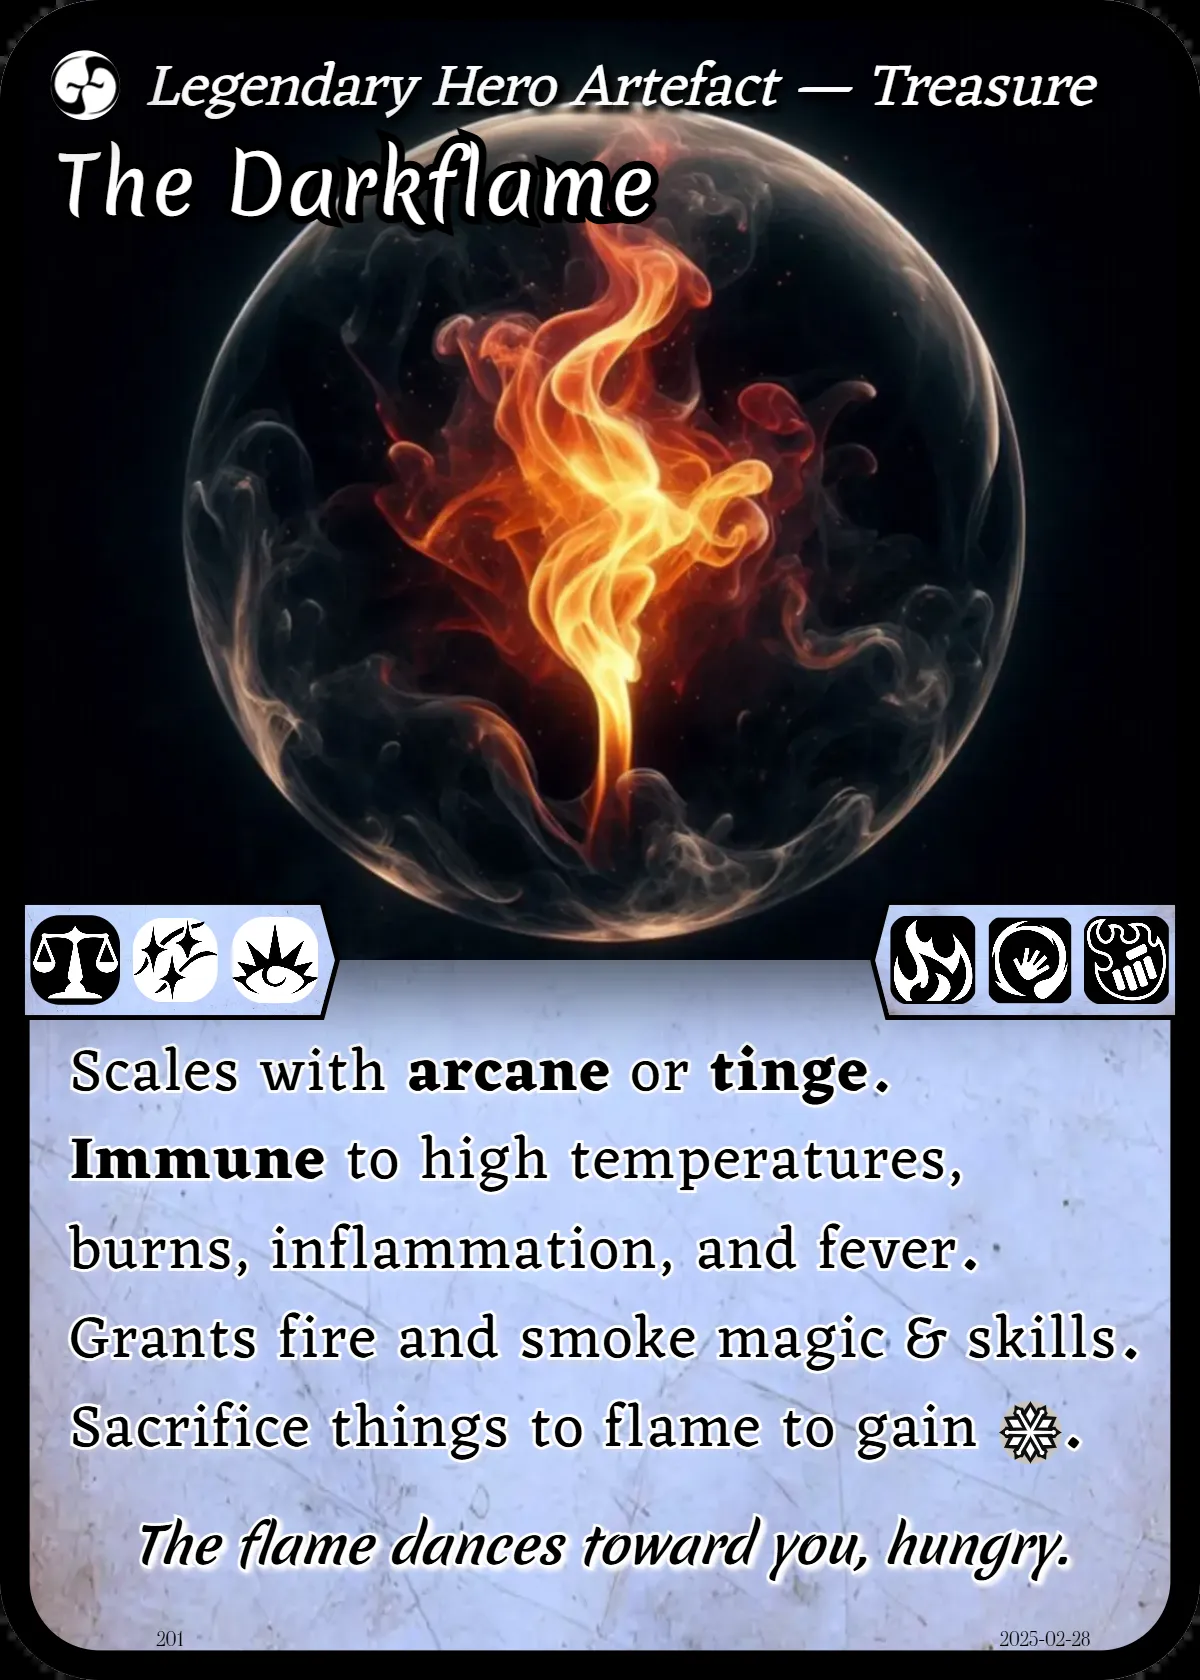 Legendary Hero Artefact — Treasure
The Darkflame
Scales with arcane or tinge.
Immune to high temperatures,
burns, inflammation, and fever.
Grants fire and smoke magic & skills.
Sacrifice things to flame to gain .
The flame dances toward you, hungry.
201 2025-02-28